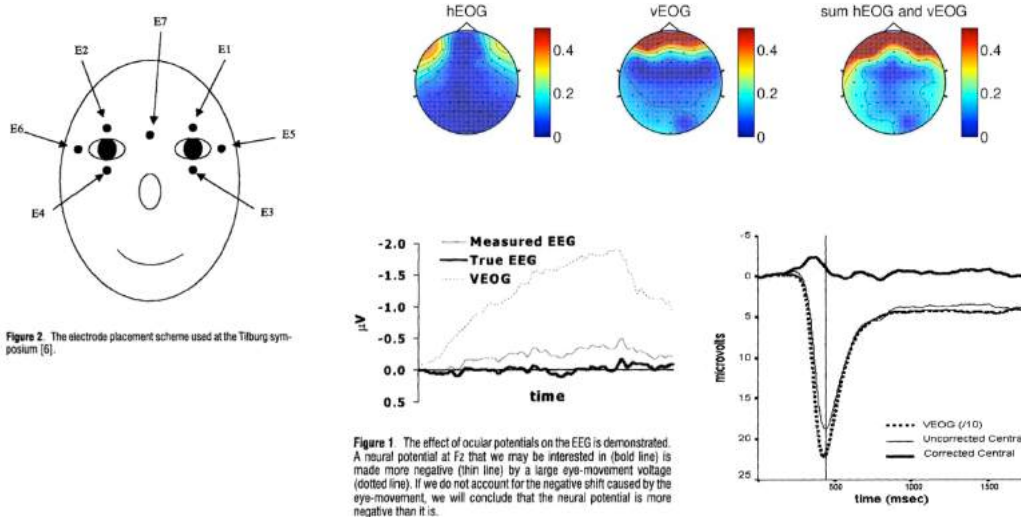 E7
E2
E1
E6
E5
E4
E3
Figure 2. The electrode placement scheme used at the Tilburg sym-
posium [6].
hEOG
vEOG
sum hEOG and vEOG
0.4
0.2
0
0.4
0.2
0
0.4
0.2
0
-2.0
-1.5
-1.0
-0.5
0.0
0.5
μV
Measured EEG
True EEG
VEOG
time
Figure 1. The effect of ocular potentials on the EEG is demonstrated.
A neural potential at Fz that we may be interested in (bold line) is
made more negative (thin line) by a large eye-movement voltage
(dotted line). If we do not account for the negative shift caused by the
eye-movement, we will conclude that the neural potential is more
negative than it is.
-5
0
5
10
15
20
25
microvolts
VEOG (/10)
Uncorrected Central
Corrected Central
500
1000
1500
time (msec)